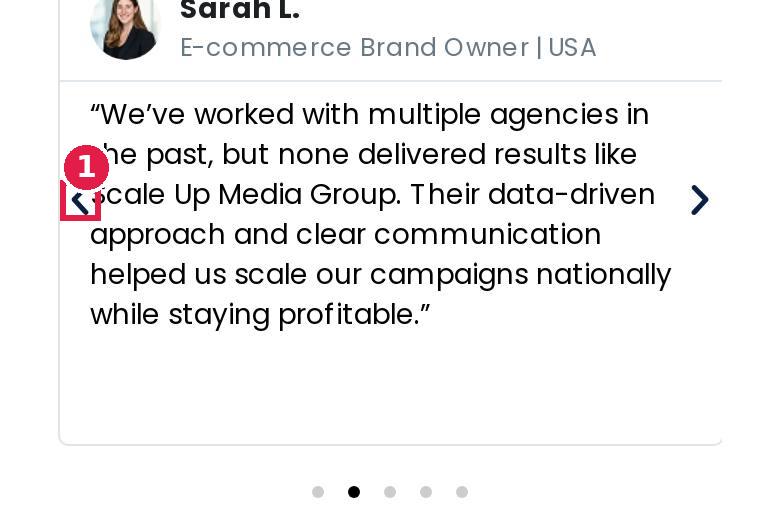 Sarah L.
E-commerce Brand Owner | USA
“We’ve worked with multiple agencies in
the past, but none delivered results like
1
Scale Up Media Group. Their data-driven
approach and clear communication
helped us scale our campaigns nationally
while staying profitable.”